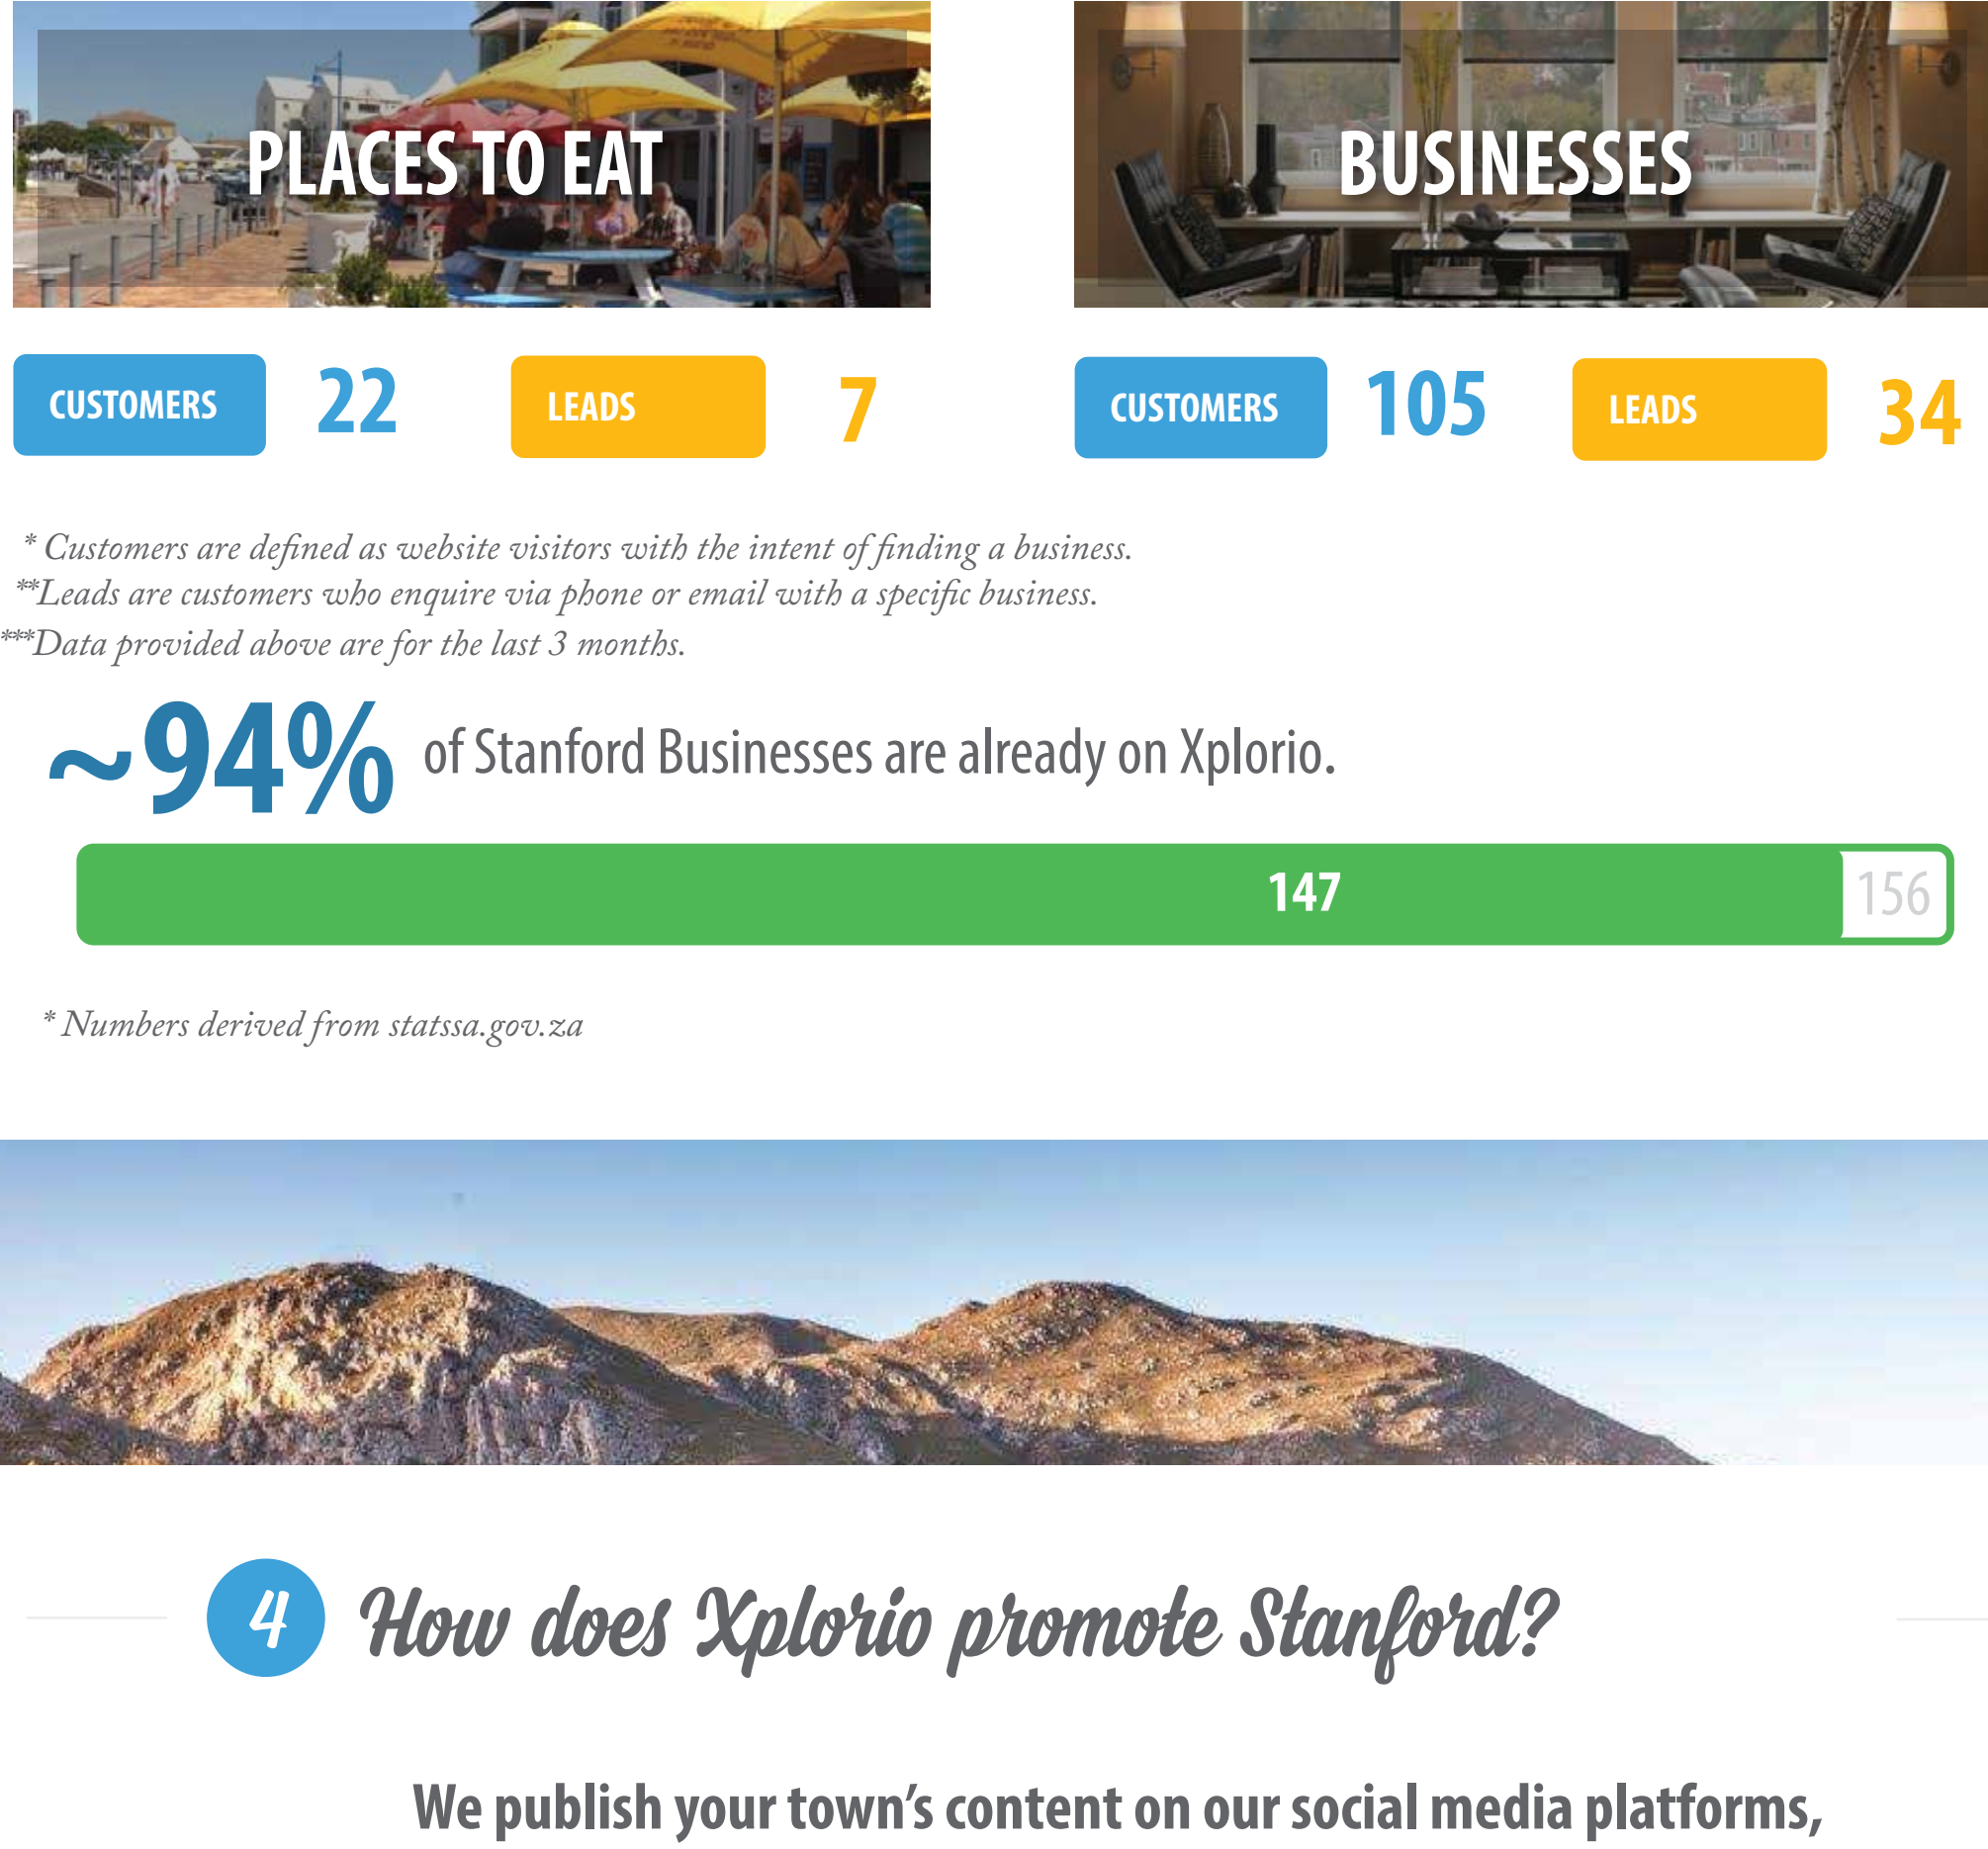 PLACES TO EAT
BUSINESSES
CUSTOMERS 22 LEADS 7
CUSTOMERS 105 LEADS 34
* Customers are defined as website visitors with the intent of finding a business.
**Leads are customers who enquire via phone or email with a specific business.
***Data provided above are for the last 3 months.
~94% of Stanford Businesses are already on Xplorio.
147 156
* Numbers derived from statssa.gov.za
4 How does Xplorio promote Stanford?
We publish your town's content on our social media platforms,